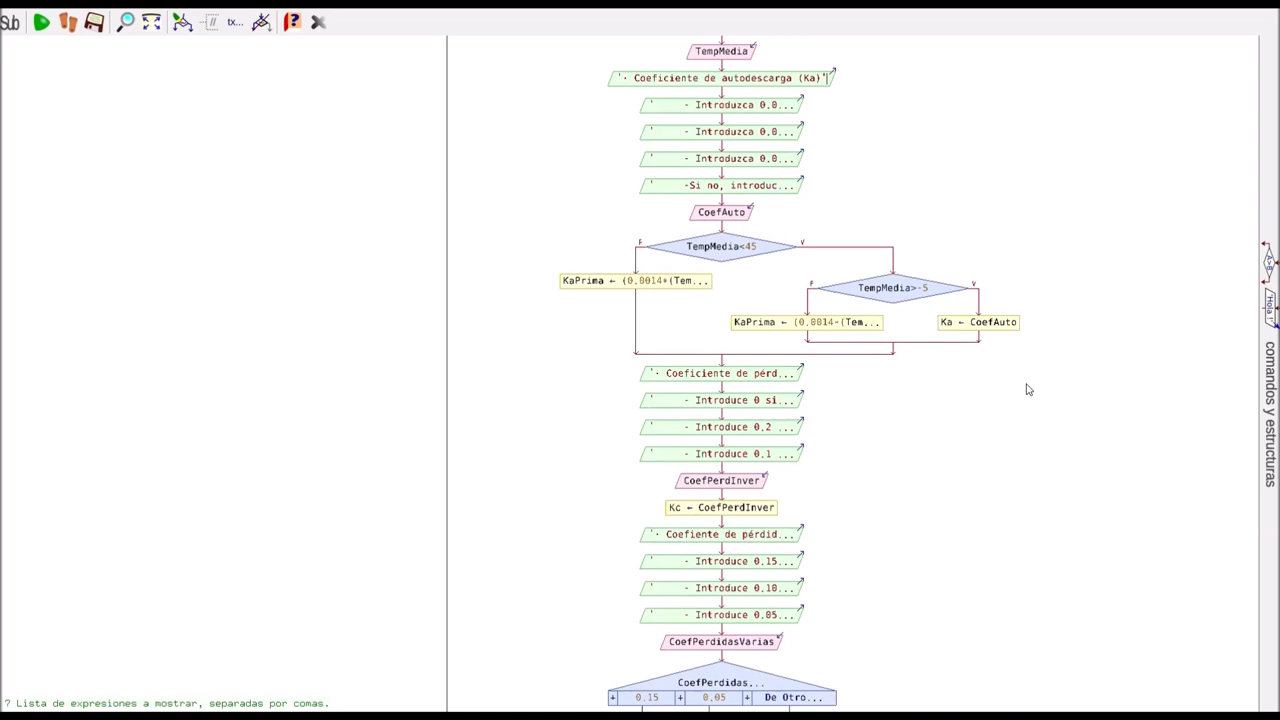 Sub
tx...
TempMedia
'· Coeficiente de autodescarga (Ka)'
' - Introduzca 0.0...
' - Introduzca 0.0...
' - Introduzca 0.0...
' -Si no, introduc...
CoefAuto
F TempMedia<45 V
KaPrima ← (0.0014*(Tem...
F TempMedia>-5 V
KaPrima ← (0.0014*(Tem...
Ka ← CoefAuto
'· Coeficiente de pérd...
' - Introduce 0 si...
' - Introduce 0.2 ...
' - Introduce 0.1 ...
CoefPerdInver
Kc ← CoefPerdInver
'· Coefiente de pérdid...
' - Introduce 0.15...
' - Introduce 0.10...
' - Introduce 0.05...
CoefPerdidasVarias
CoefPerdidas...
+ 0.15 + 0.05 + De Otro...
A>B
"Hola !"
comandos y estructuras
? Lista de expresiones a mostrar, separadas por comas.